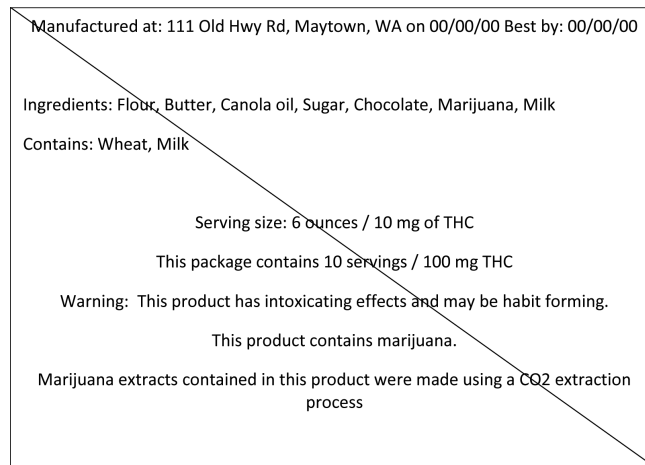 Manufactured at: 111 Old Hwy Rd, Maytown, WA on 00/00/00 Best by: 00/00/00
Ingredients: Flour, Butter, Canola oil, Sugar, Chocolate, Marijuana, Milk
Contains: Wheat, Milk
Serving size: 6 ounces / 10 mg of THC
This package contains 10 servings / 100 mg THC
Warning:  This product has intoxicating effects and may be habit forming.
This product contains marijuana.
Marijuana extracts contained in this product were made using a CO2 extraction
process